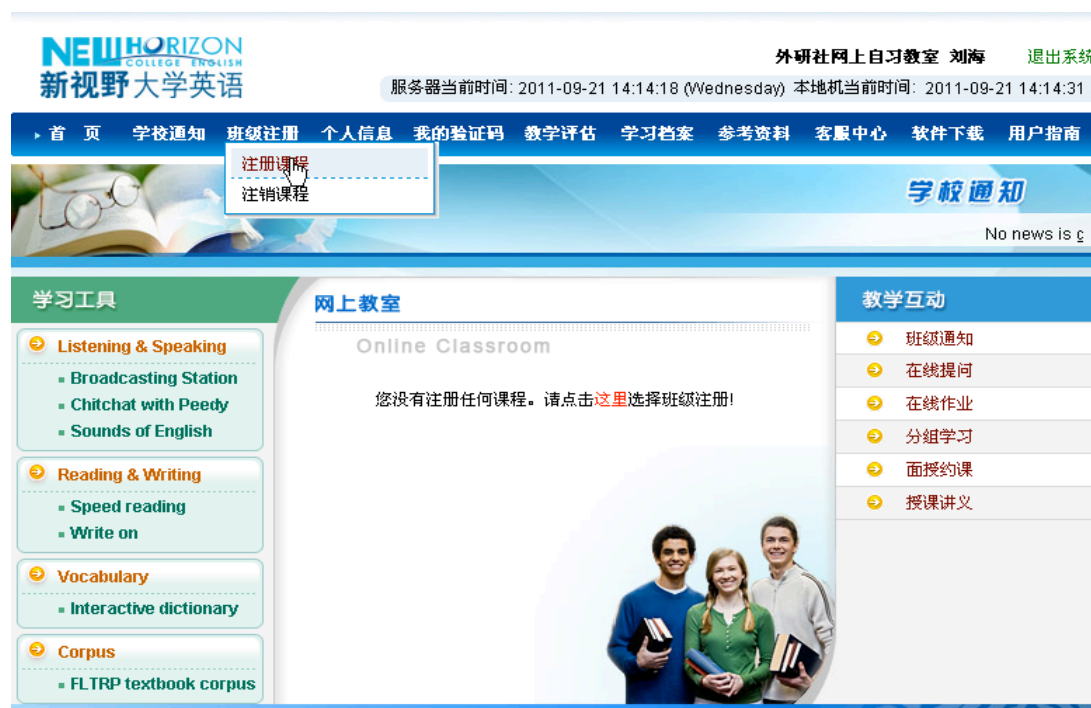 NEW HORIZON
COLLEGE ENGLISH
新视野大学英语
外研社网上自习教室 刘海 退出系统
服务器当前时间: 2011-09-21 14:14:18 (Wednesday) 本地机当前时间: 2011-09-21 14:14:31
首 页 学校通知 班级注册 个人信息 我的验证码 教学评估 学习档案 参考资料 客服中心 软件下载 用户指南
注册课程
注销课程
学校通知
No news is g
学习工具
Listening & Speaking
Broadcasting Station
Chitchat with Peedy
Sounds of English
Reading & Writing
Speed reading
Write on
Vocabulary
Interactive dictionary
Corpus
FLTRP textbook corpus
网上教室
Online Classroom
您没有注册任何课程。请点击这里选择班级注册!
教学互动
班级通知
在线提问
在线作业
分组学习
面授约课
授课讲义